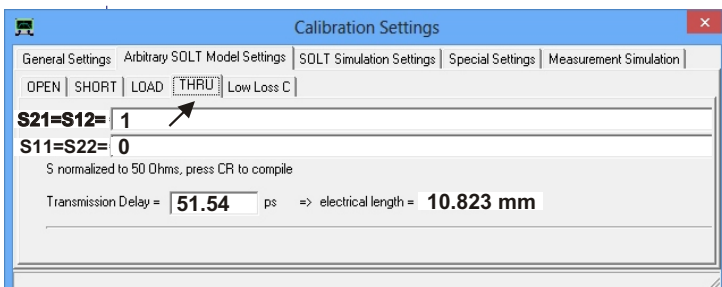 Calibration Settings
General Settings Arbitrary SOLT Model Settings SOLT Simulation Settings Special Settings Measurement Simulation
OPEN SHORT LOAD THRU Low Loss C
S21=S12= 1
S11=S22= 0
S normalized to 50 Ohms, press CR to compile
Transmission Delay = 51.54 ps => electrical length = 10.823 mm